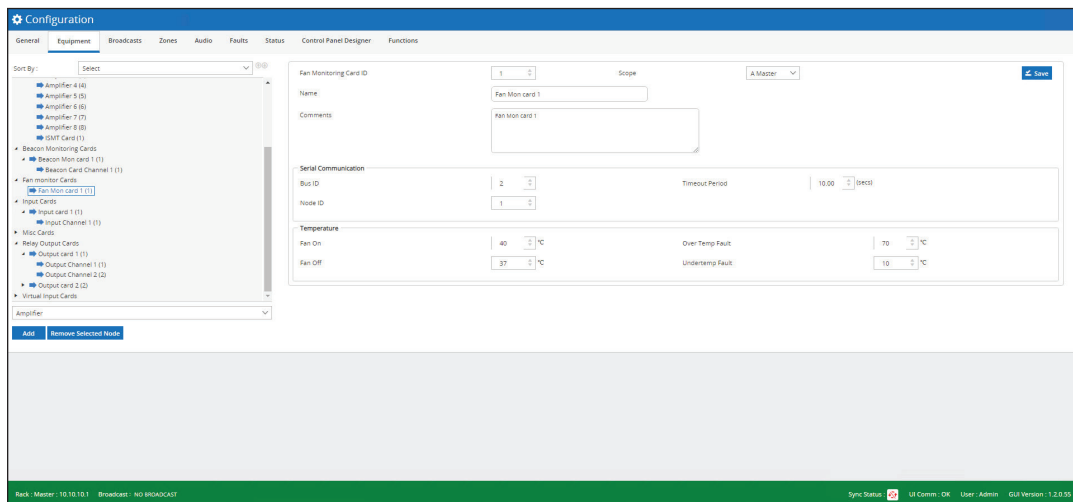 Configuration
General Equipment Broadcasts Zones Audio Faults Status Control Panel Designer Functions
Sort By : Select
Amplifier 4 (4)
Amplifier 5 (5)
Amplifier 6 (6)
Amplifier 7 (7)
Amplifier 8 (8)
ISMT Card (1)
Beacon Monitoring Cards
Beacon Mon card 1 (1)
Beacon Card Channel 1 (1)
Fan monitor Cards
Fan Mon card 1 (1)
Input Cards
Input card 1 (1)
Input Channel 1 (1)
Misc Cards
Relay Output Cards
Output card 1 (1)
Output Channel 1 (1)
Output Channel 2 (2)
Output card 2 (2)
Virtual Input Cards
Amplifier
Add Remove Selected Node
Fan Monitoring Card ID 1 Scope A Master Save
Name Fan Mon card 1
Comments Fan Mon card 1
Serial Communication
Bus ID 2 Timeout Period 10.00 (secs)
Node ID 1
Temperature
Fan On 40 °C Over Temp Fault 70 °C
Fan Off 37 °C Undertemp Fault 10 °C
Rack : Master : 10.10.10.1 Broadcast : NO BROADCAST Sync Status : UI Comm : OK User : Admin GUI Version : 1.2.0.55